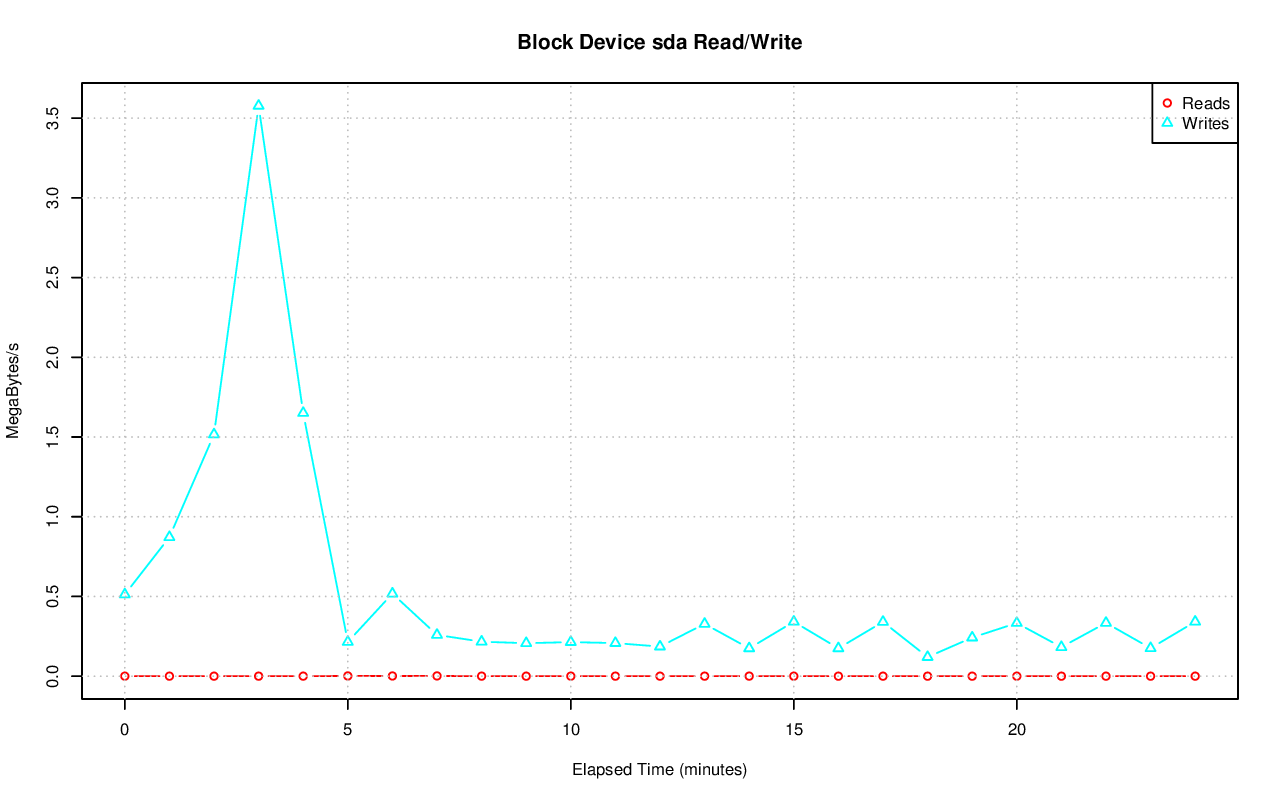 Block Device sda Read/Write
Reads
Writes
MegaBytes/s
3.5
3.0
2.5
2.0
1.5
1.0
0.5
0.0
0 5 10 15 20
Elapsed Time (minutes)